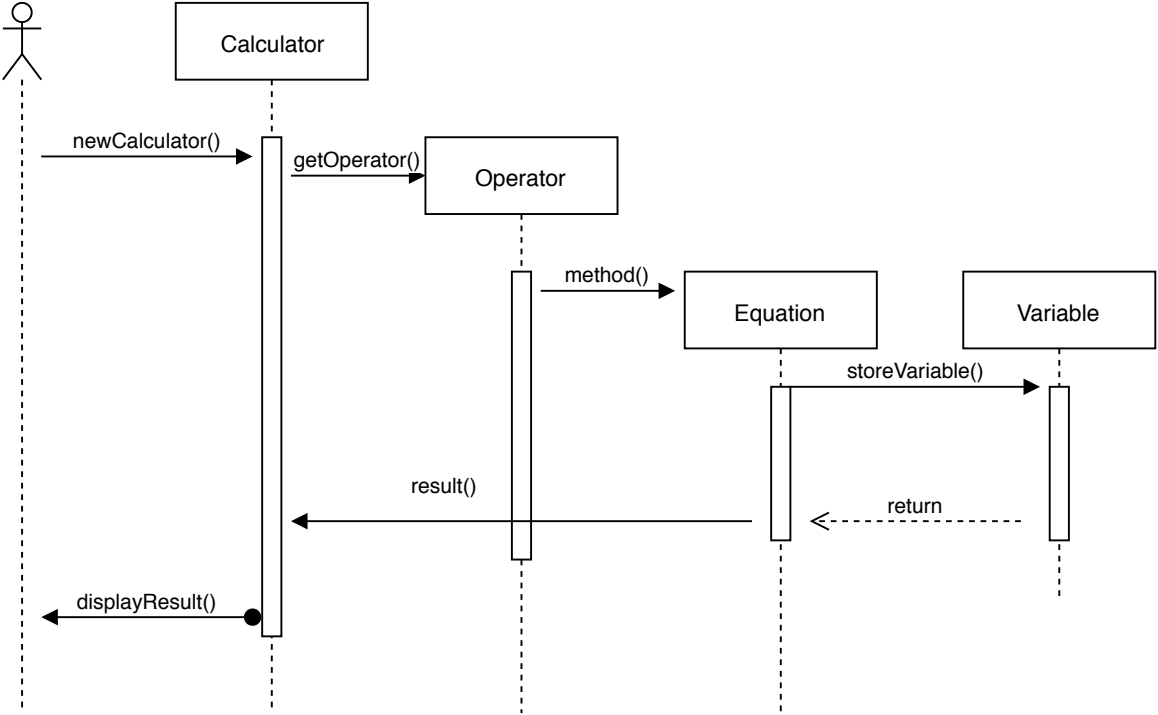 Calculator
newCalculator()
getOperator()
Operator
method()
Equation
Variable
storeVariable()
result()
return
displayResult()